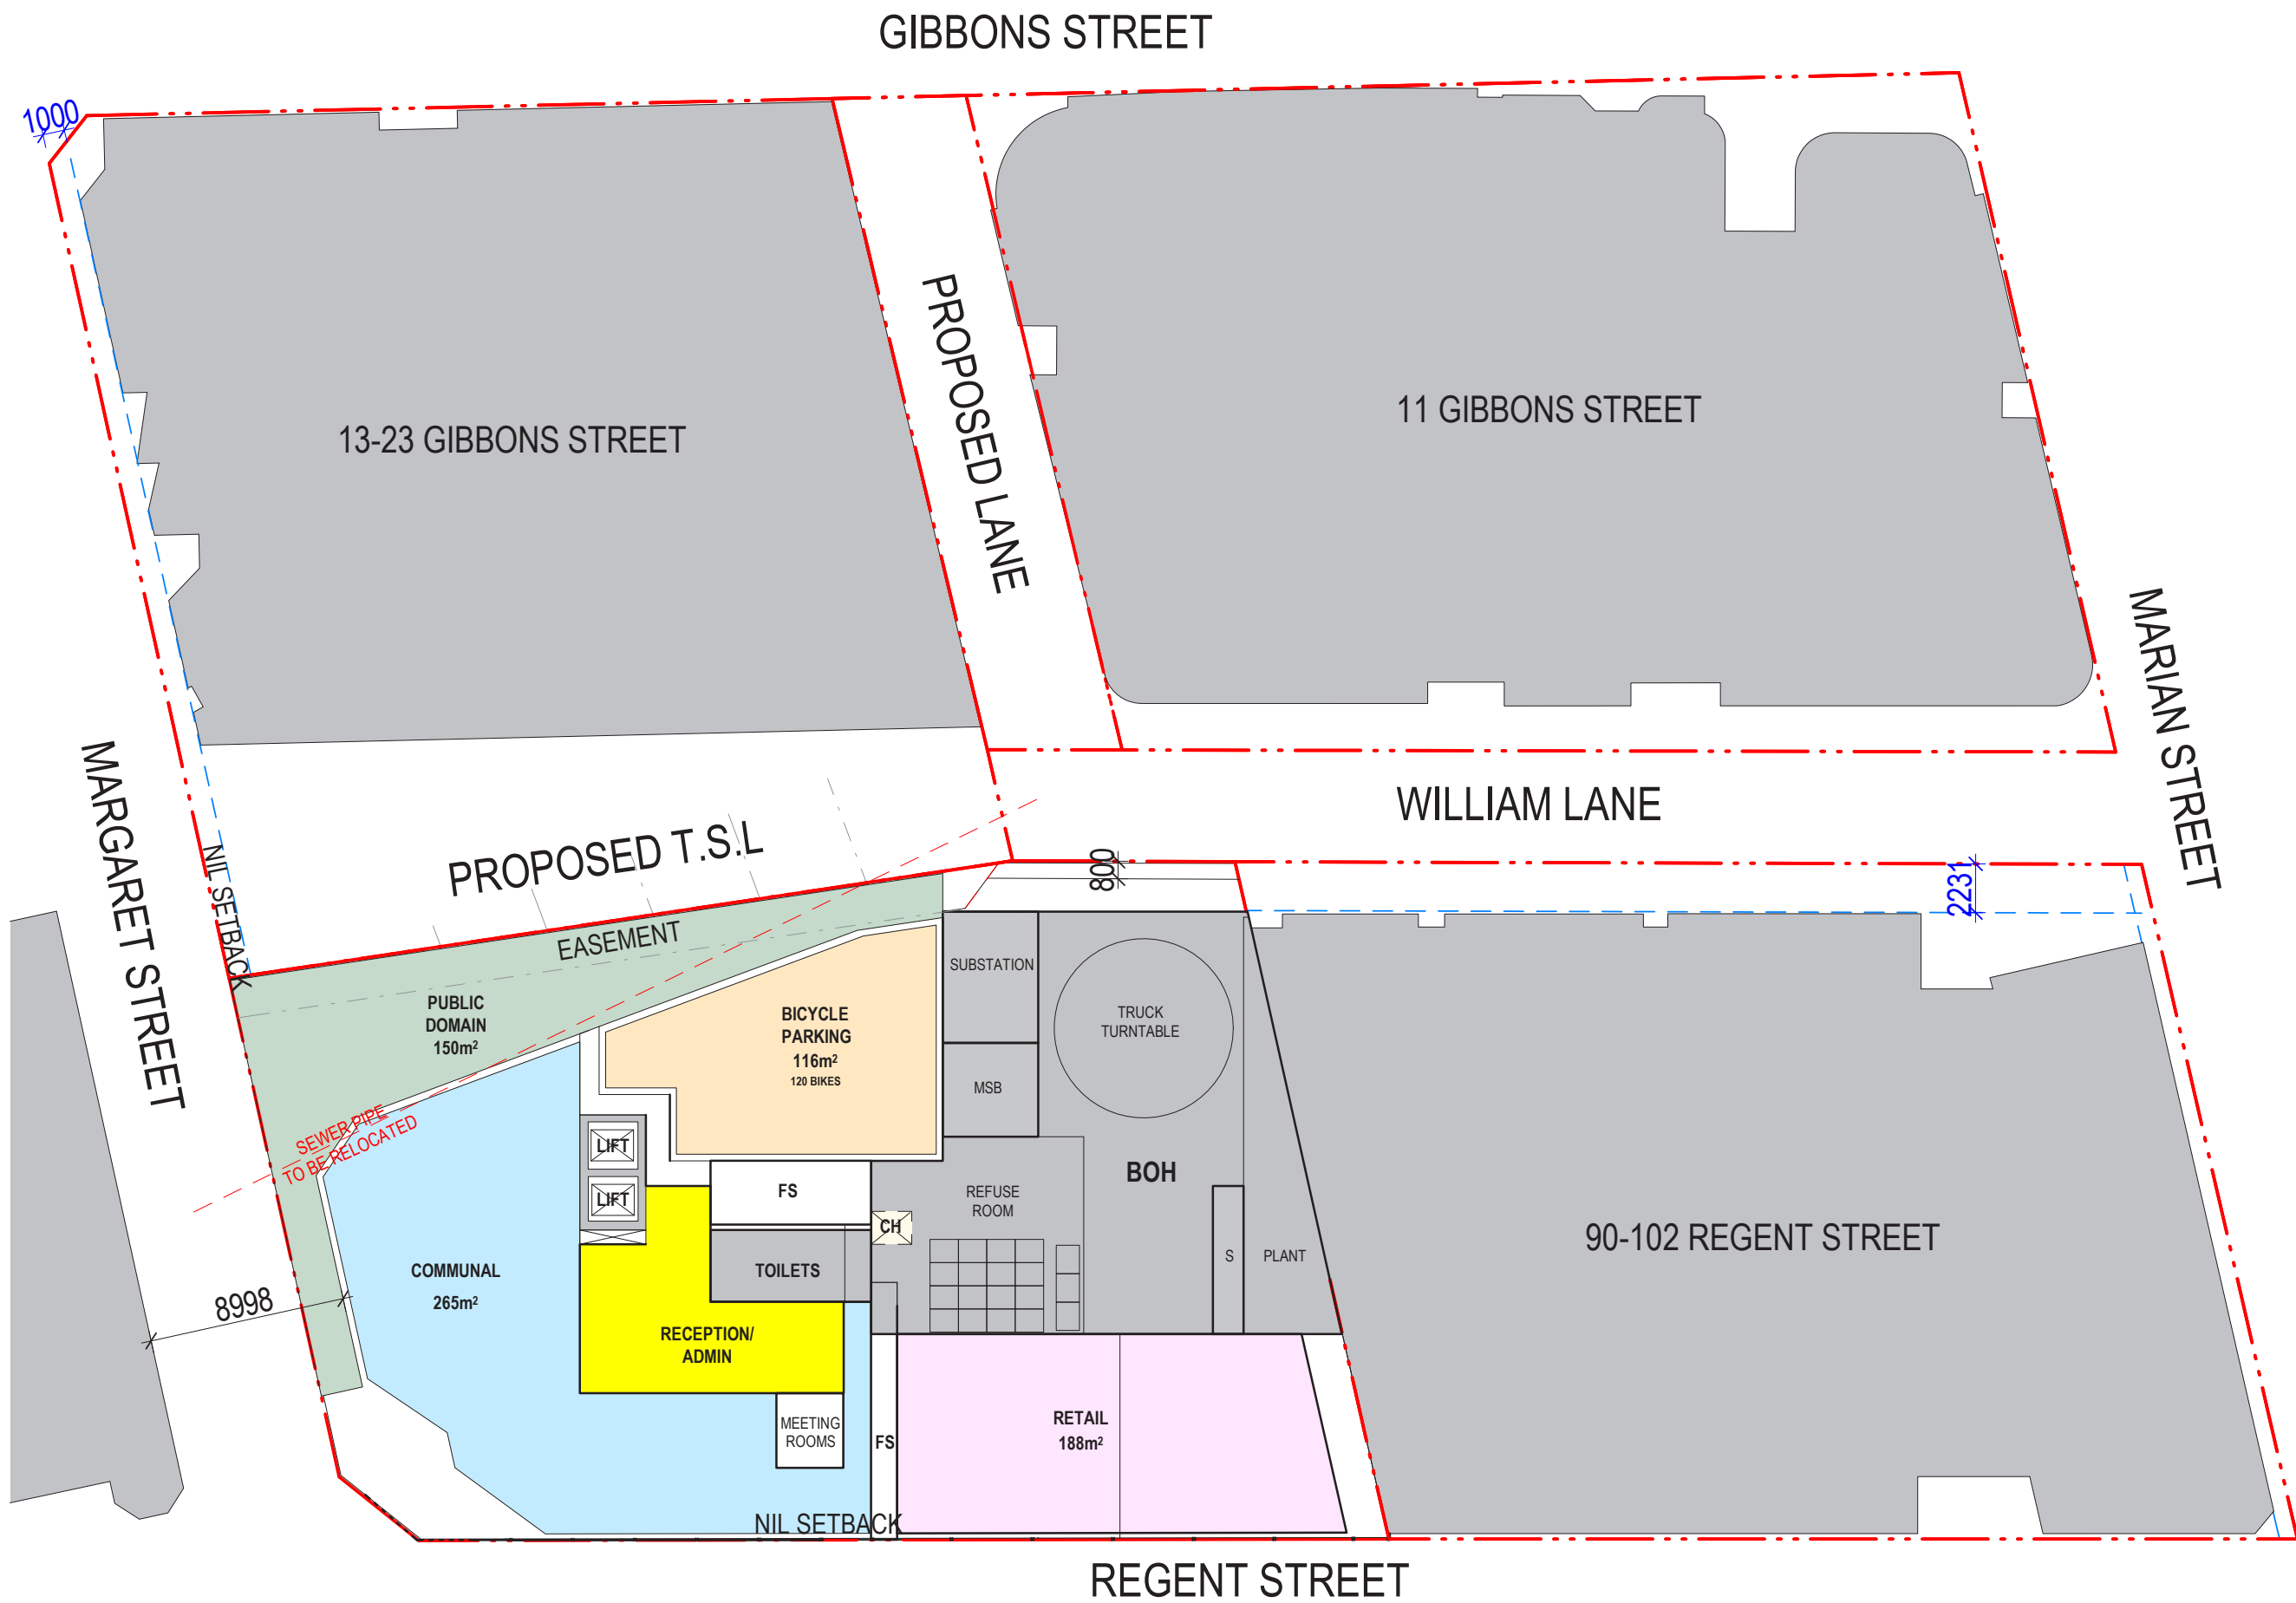 GIBBONS STREET
1000
PROPOSED LANE
13-23 GIBBONS STREET
11 GIBBONS STREET
MARIAN STREET
MARGARET STREET
NIL SETBACK
PROPOSED T.S.L
WILLIAM LANE
800
2231
EASEMENT
SUBSTATION
PUBLIC
DOMAIN
150m²
BICYCLE
PARKING
116m²
120 BIKES
TRUCK
TURNTABLE
MSB
SEWER PIPE
TO BE RELOCATED
LIFT
LIFT
FS
BOH
REFUSE
ROOM
CH
8998
COMMUNAL
265m²
TOILETS
S
PLANT
90-102 REGENT STREET
RECEPTION/
ADMIN
MEETING
ROOMS
FS
RETAIL
188m²
NIL SETBACK
REGENT STREET